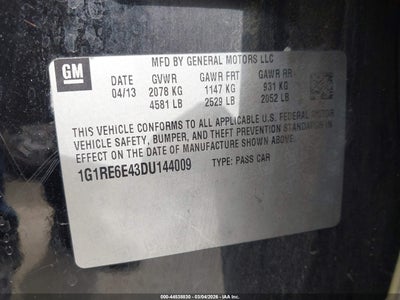 GM
MFD BY GENERAL MOTORS LLC
04/13 GVWR GAWR FRT GAWR RR
2078 KG 1147 KG 931 KG
4581 LB 2529 LB 2052 LB
THIS VEHICLE CONFORMS TO ALL APPLICABLE U.S. FEDERAL MOTOR
VEHICLE SAFETY, BUMPER, AND THEFT PREVENTION STANDARDS IN
EFFECT ON THE DATE OF MANUFACTURE SHOWN ABOVE.
1G1RE6E43DU144009 TYPE: PASS CAR
000-44538030 - 03/04/2026 - IAA Inc.